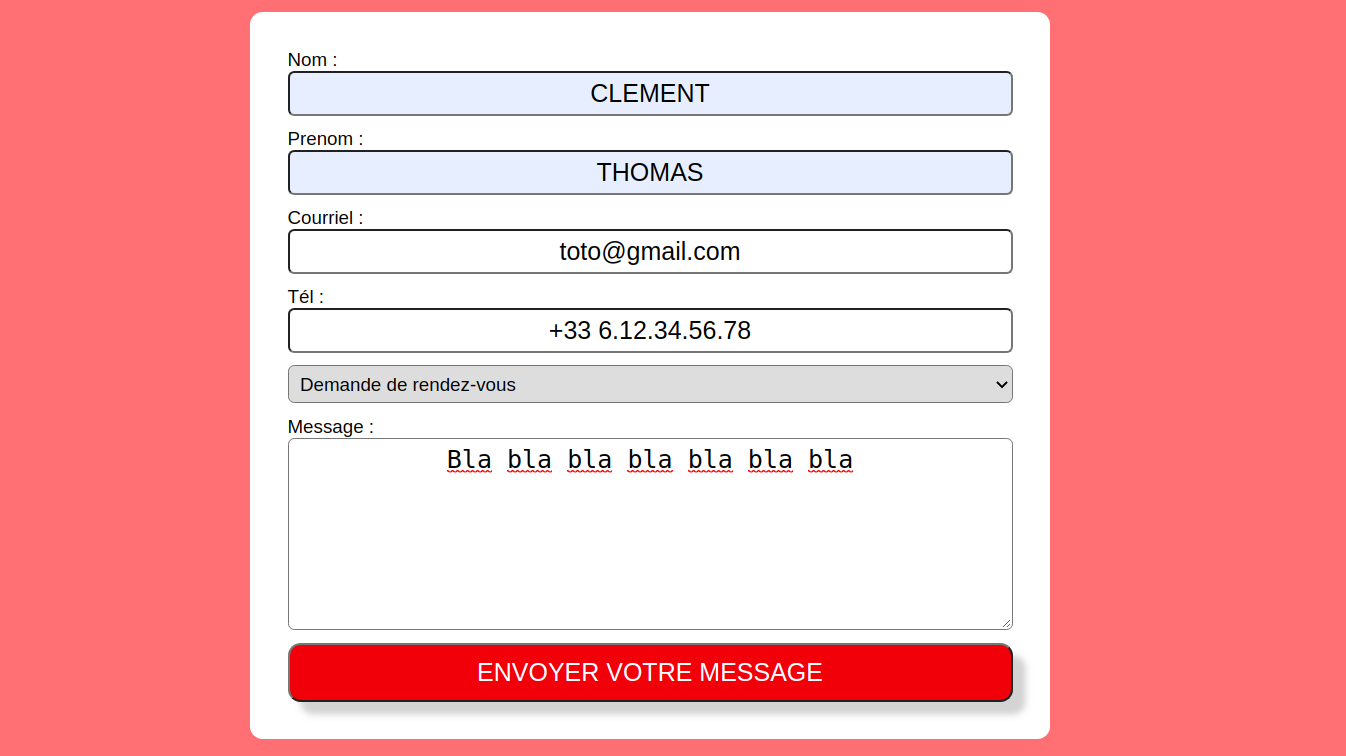 Nom :
CLEMENT
Prenom :
THOMAS
Courriel :
toto@gmail.com
Tél :
+33 6.12.34.56.78
Demande de rendez-vous
Message :
Bla bla bla bla bla bla bla
ENVOYER VOTRE MESSAGE